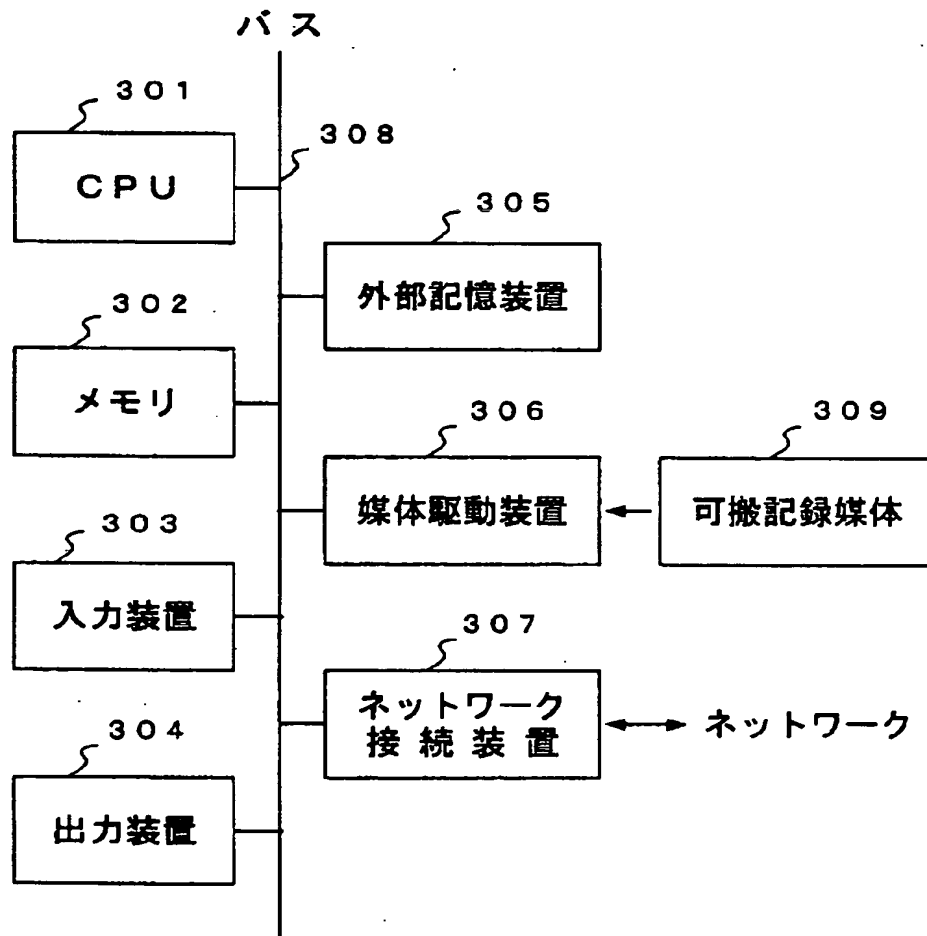 バス
301
308
CPU
305
外部記憶装置
302
メモリ
306
309
媒体駆動装置
可搬記録媒体
303
入力装置
307
ネットワーク
接続装置
ネットワーク
304
出力装置